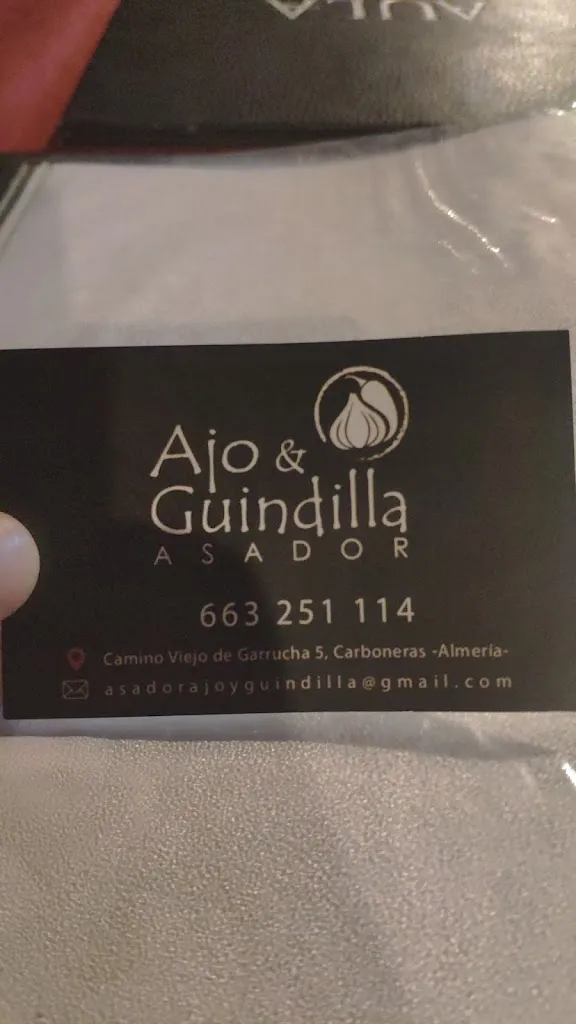 Ajo &
Guindilla
ASADOR
663 251 114
Camino Viejo de Garrucha 5, Carboneras -Almería-
asadorajoyguindilla@gmail.com